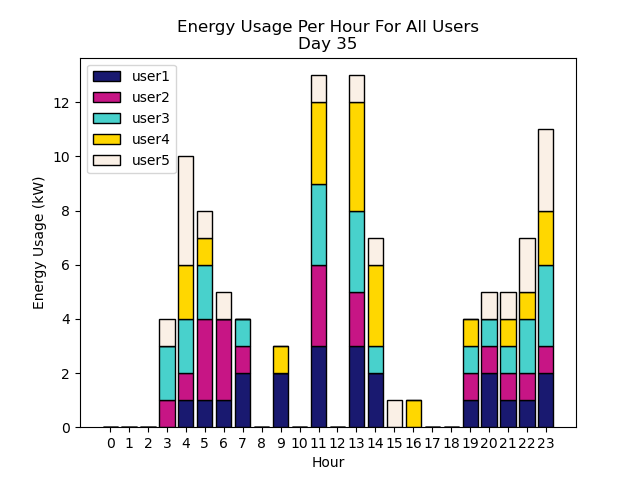 Energy Usage Per Hour For All Users
Day 35
user1
user2
user3
user4
user5
Energy Usage (kW)
12
10
8
6
4
2
0
0 1 2 3 4 5 6 7 8 9 10 11 12 13 14 15 16 17 18 19 20 21 22 23
Hour